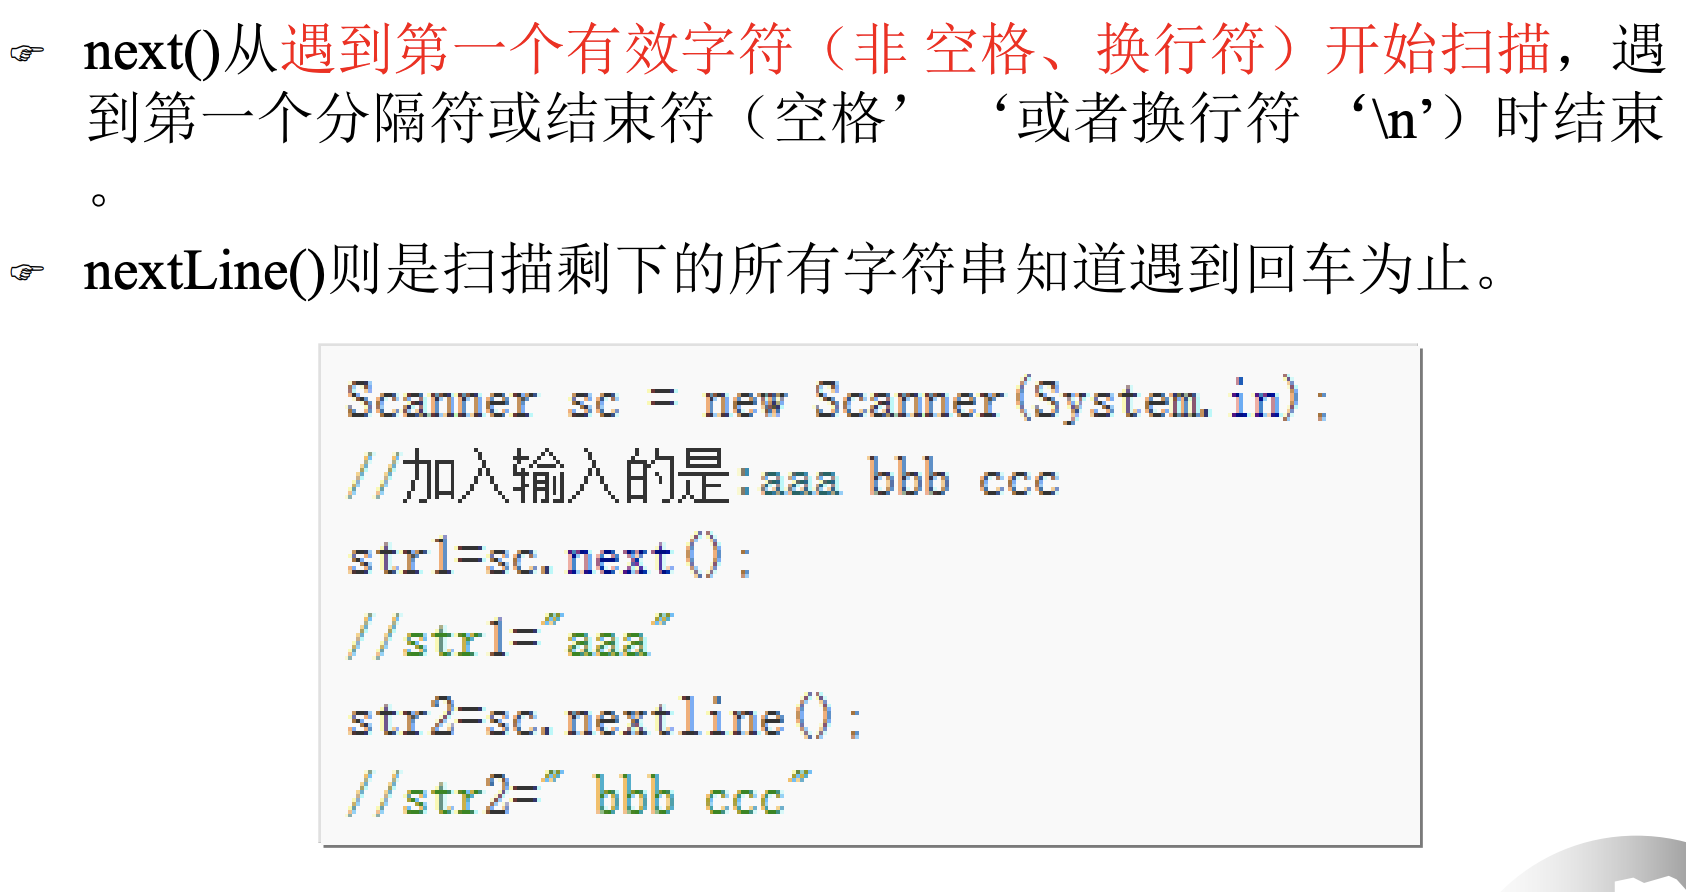 ☞ next()从遇到第一个有效字符（非 空格、换行符）开始扫描，遇
到第一个分隔符或结束符（空格’ ‘或者换行符 ‘\n’）时结束
。
☞ nextLine()则是扫描剩下的所有字符串知道遇到回车为止。
Scanner sc = new Scanner(System.in);
//加入输入的是:aaa bbb ccc
str1=sc.next();
//str1="aaa"
str2=sc.nextline();
//str2=" bbb ccc"